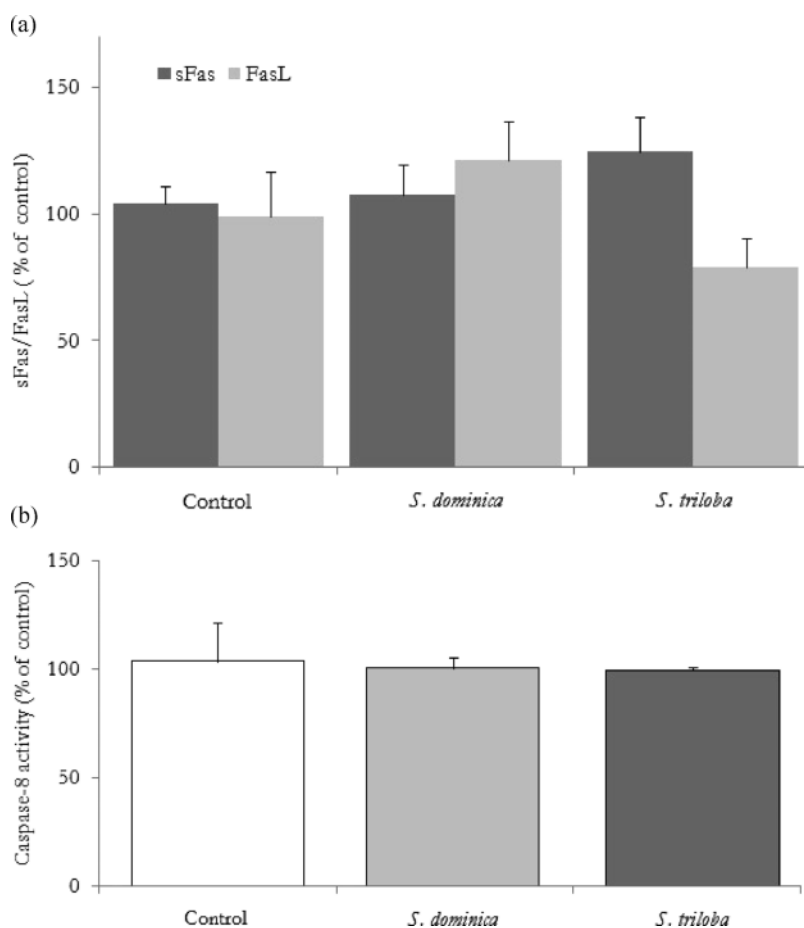 (a)
sFas FasL
sFas/FasL ( % of control)
150
100
50
0
Control S. dominica S. triloba
(b)
Caspase-8 activity (% of control)
150
100
50
0
Control S. dominica S. triloba